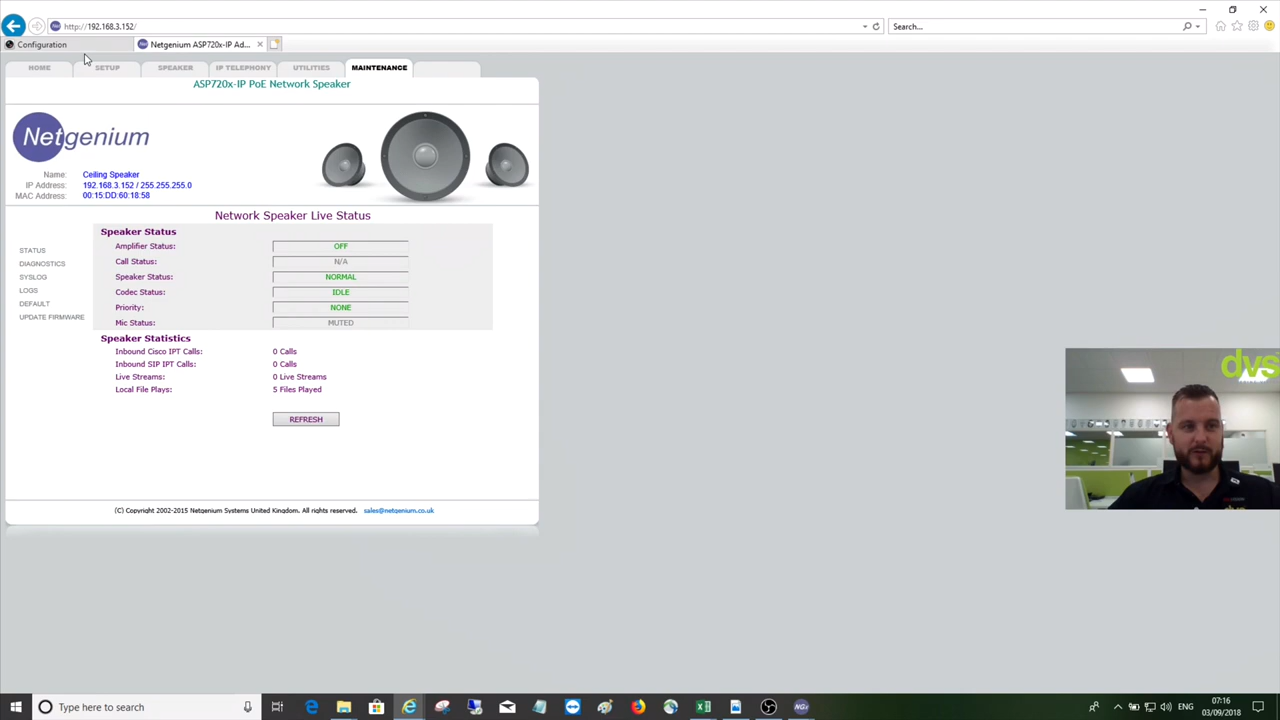 http://192.168.3.152/
Search...
Configuration
Netgenium ASP720x-IP Ad...
HOME SETUP SPEAKER IP TELEPHONY UTILITIES MAINTENANCE
ASP720x-IP PoE Network Speaker
Netgenium
Name: Ceiling Speaker
IP Address: 192.168.3.152 / 255.255.255.0
MAC Address: 00:15:DD:60:18:58
Network Speaker Live Status
STATUS
DIAGNOSTICS
SYSLOG
LOGS
DEFAULT
UPDATE FIRMWARE
Speaker Status
Amplifier Status: OFF
Call Status: N/A
Speaker Status: NORMAL
Codec Status: IDLE
Priority: NONE
Mic Status: MUTED
Speaker Statistics
Inbound Cisco IPT Calls: 0 Calls
Inbound SIP IPT Calls: 0 Calls
Live Streams: 0 Live Streams
Local File Plays: 5 Files Played
REFRESH
(C) Copyright 2002-2015 Netgenium Systems United Kingdom. All rights reserved. sales@netgenium.co.uk
dvs
Type here to search
ENG
07:16
03/09/2018